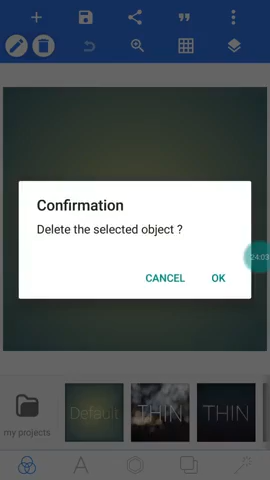 Confirmation
Delete the selected object ?
CANCEL OK
24:03
my projects
Default
THIN
THIN
A